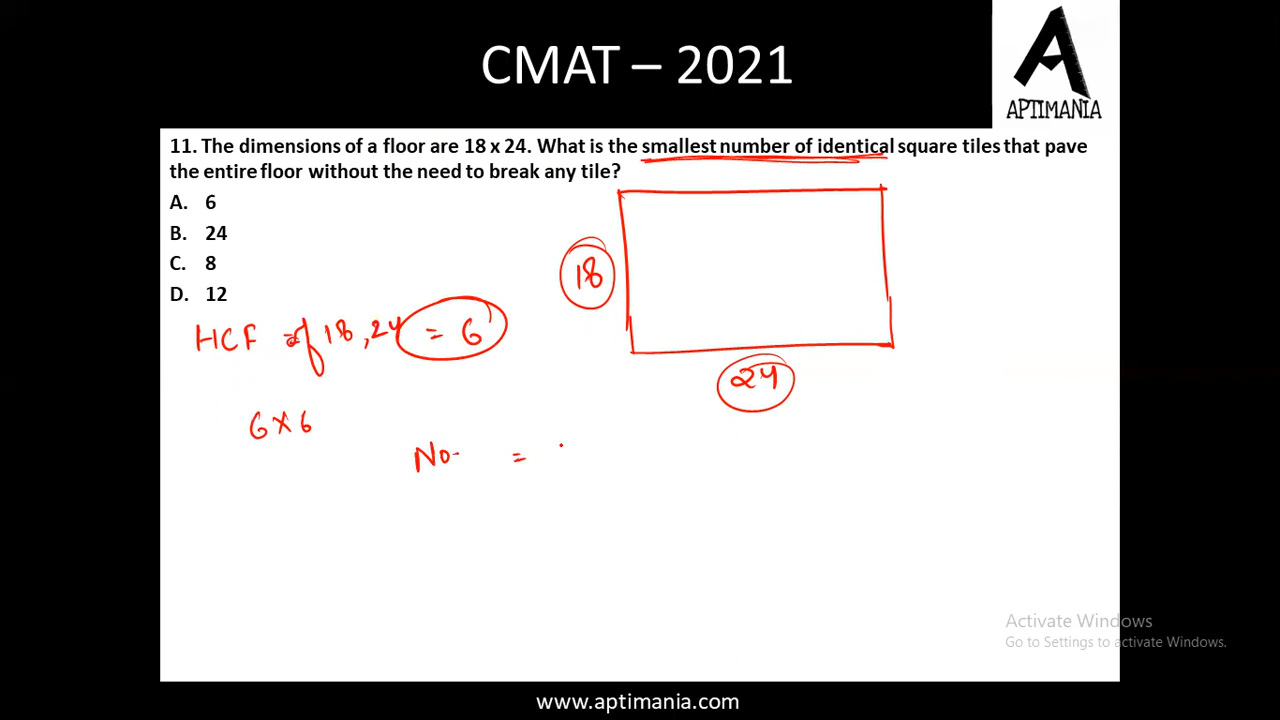 CMAT – 2021
A
APTIMANIA
11. The dimensions of a floor are 18 x 24. What is the smallest number of identical square tiles that pave
the entire floor without the need to break any tile?
A. 6
B. 24
C. 8
D. 12
18
24
HCF of 18, 24 = 6
6 x 6
No. =
Activate Windows
Go to Settings to activate Windows.
www.aptimania.com